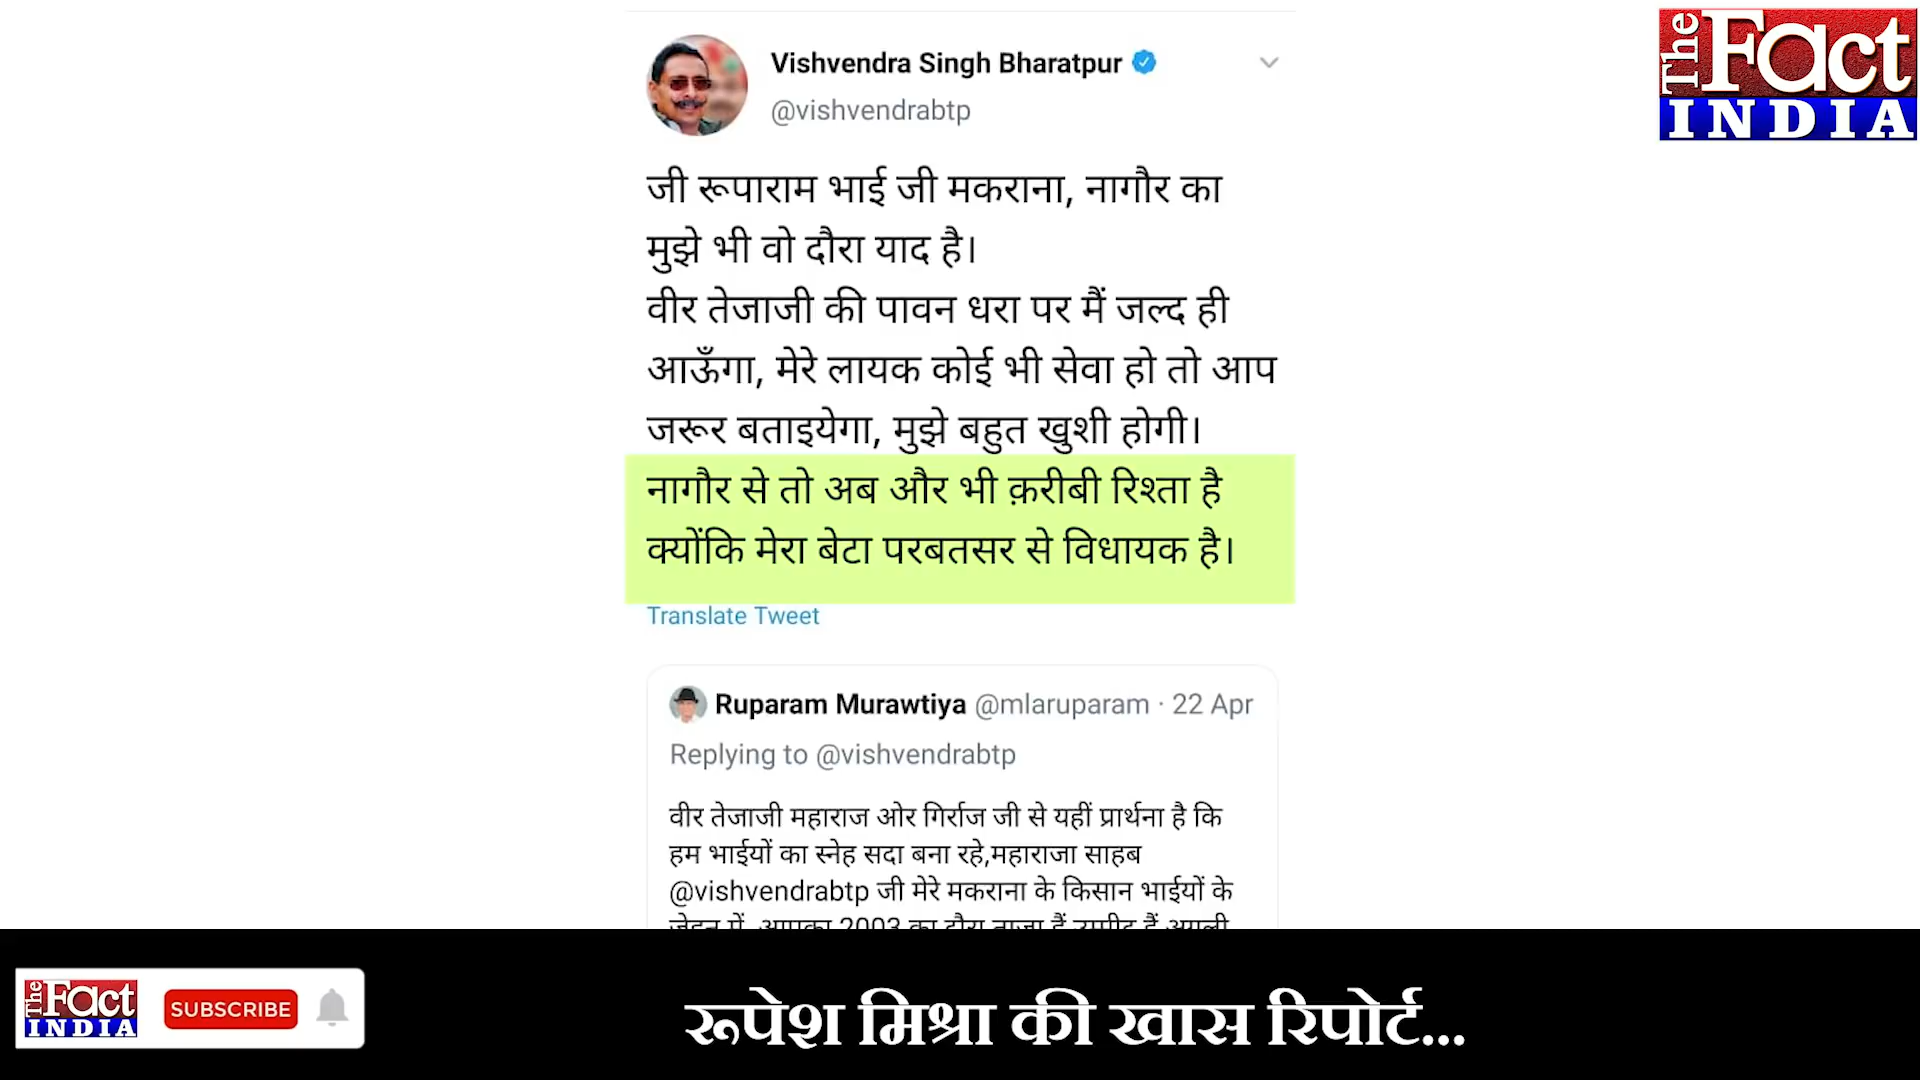 Vishvendra Singh Bharatpur
@vishvendrabtp
The Fact
INDIA
जी रूपाराम भाई जी मकराना, नागौर का
मुझे भी वो दौरा याद है।
वीर तेजाजी की पावन धरा पर मैं जल्द ही
आऊँगा, मेरे लायक कोई भी सेवा हो तो आप
जरूर बताइयेगा, मुझे बहुत खुशी होगी।
नागौर से तो अब और भी क़रीबी रिश्ता है
क्योंकि मेरा बेटा परबतसर से विधायक है।
Translate Tweet
Ruparam Murawtiya @mlaruparam · 22 Apr
Replying to @vishvendrabtp
वीर तेजाजी महाराज ओर गिर्राज जी से यहीं प्रार्थना है कि
हम भाईयों का स्नेह सदा बना रहे,महाराजा साहब
@vishvendrabtp जी मेरे मकराना के किसान भाईयों के
आपका 2003 का दौरा ताजा हैं
The Fact
INDIA
SUBSCRIBE
रूपेश मिश्रा की खास रिपोर्ट...